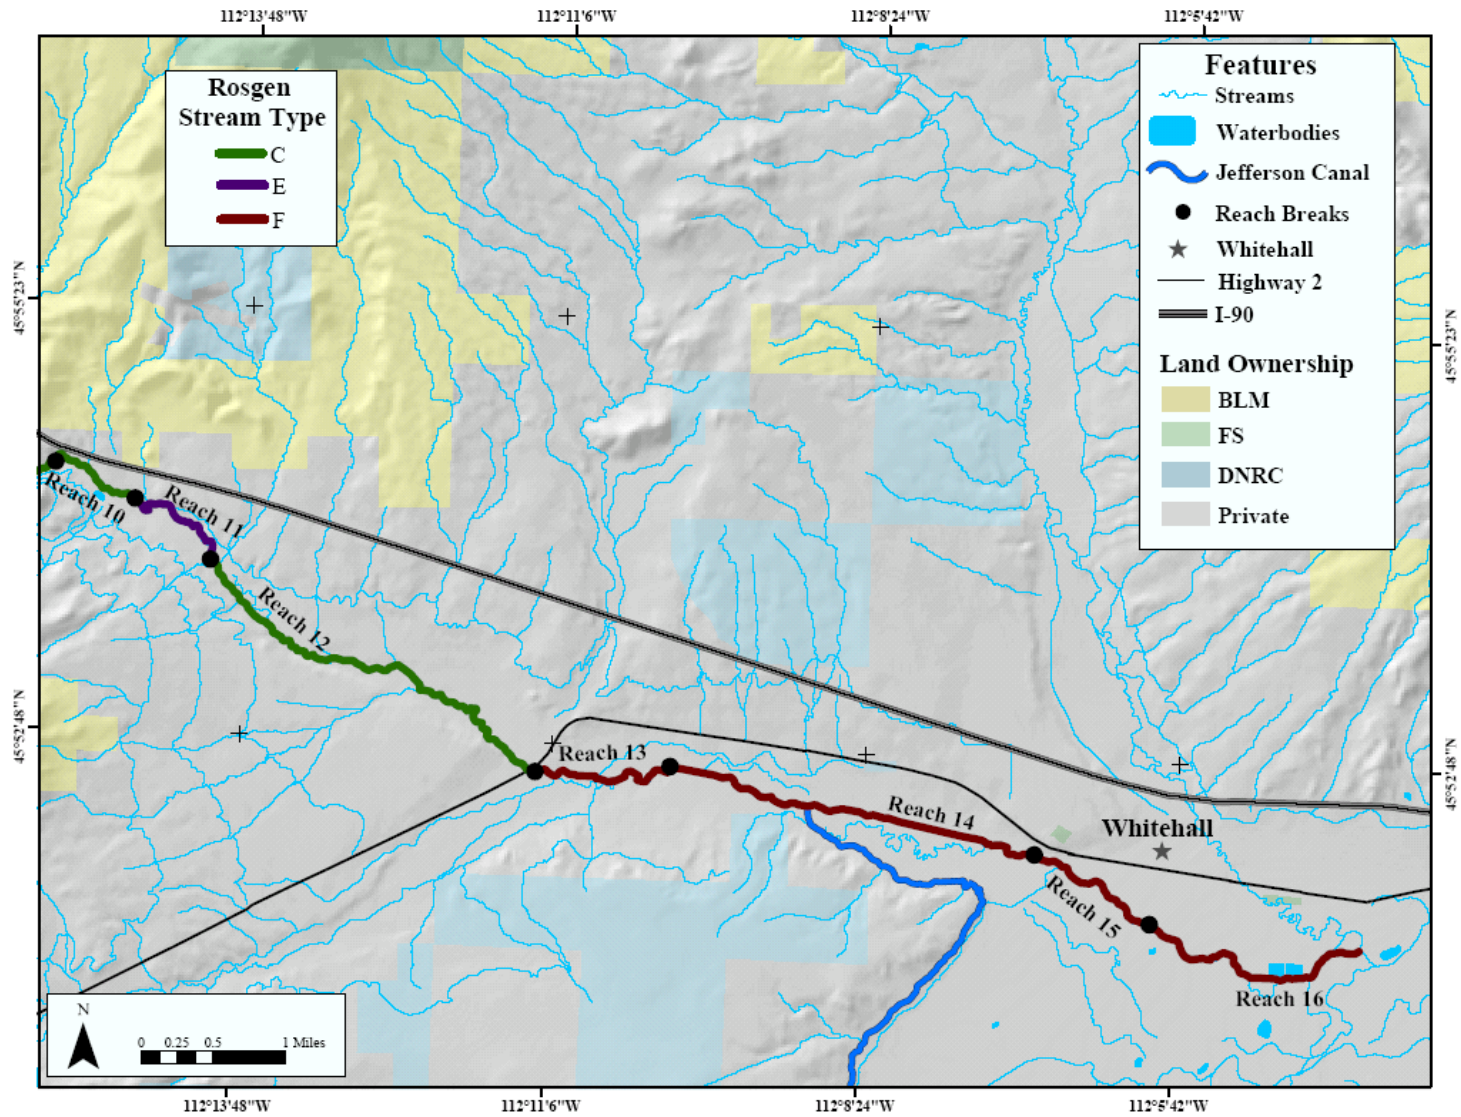 112°13'48"W 112°11'6"W 112°8'24"W 112°5'42"W
Rosgen
Stream Type
C
E
F
Features
Streams
Waterbodies
Jefferson Canal
Reach Breaks
Whitehall
Highway 2
I-90
Land Ownership
BLM
FS
DNRC
Private
45°55'23"N
45°55'23"N
Reach 10
Reach 11
Reach 12
Reach 13
Reach 14
Whitehall
Reach 15
Reach 16
45°52'48"N
45°52'48"N
N
0 0.25 0.5 1 Miles
112°13'48"W 112°11'6"W 112°8'24"W 112°5'42"W